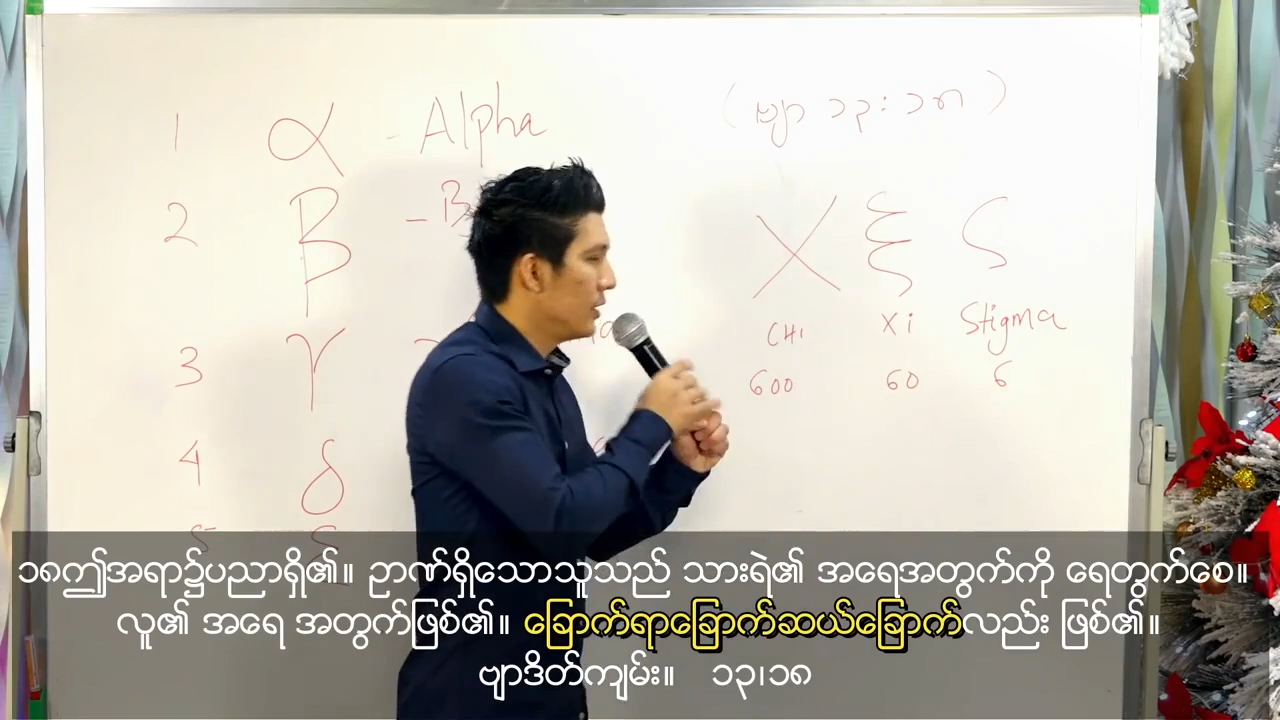 1 α - Alpha
2 β - B
3 γ
4 δ
5 ε
(ဗျာ ၁၃: ၁၈)
χ ξ ς
CHI Xi Stigma
600 60 6
၁၈ဤအရာ၌ပညာရှိ၏။ ဉာဏ်ရှိသောသူသည် သားရဲ၏ အရေအတွက်ကို ရေတွက်စေ။
လူ၏ အရေ အတွက်ဖြစ်၏။ ခြောက်ရာခြောက်ဆယ်ခြောက်လည်း ဖြစ်၏။
ဗျာဒိတ်ကျမ်း။ ၁၃၊၁၈